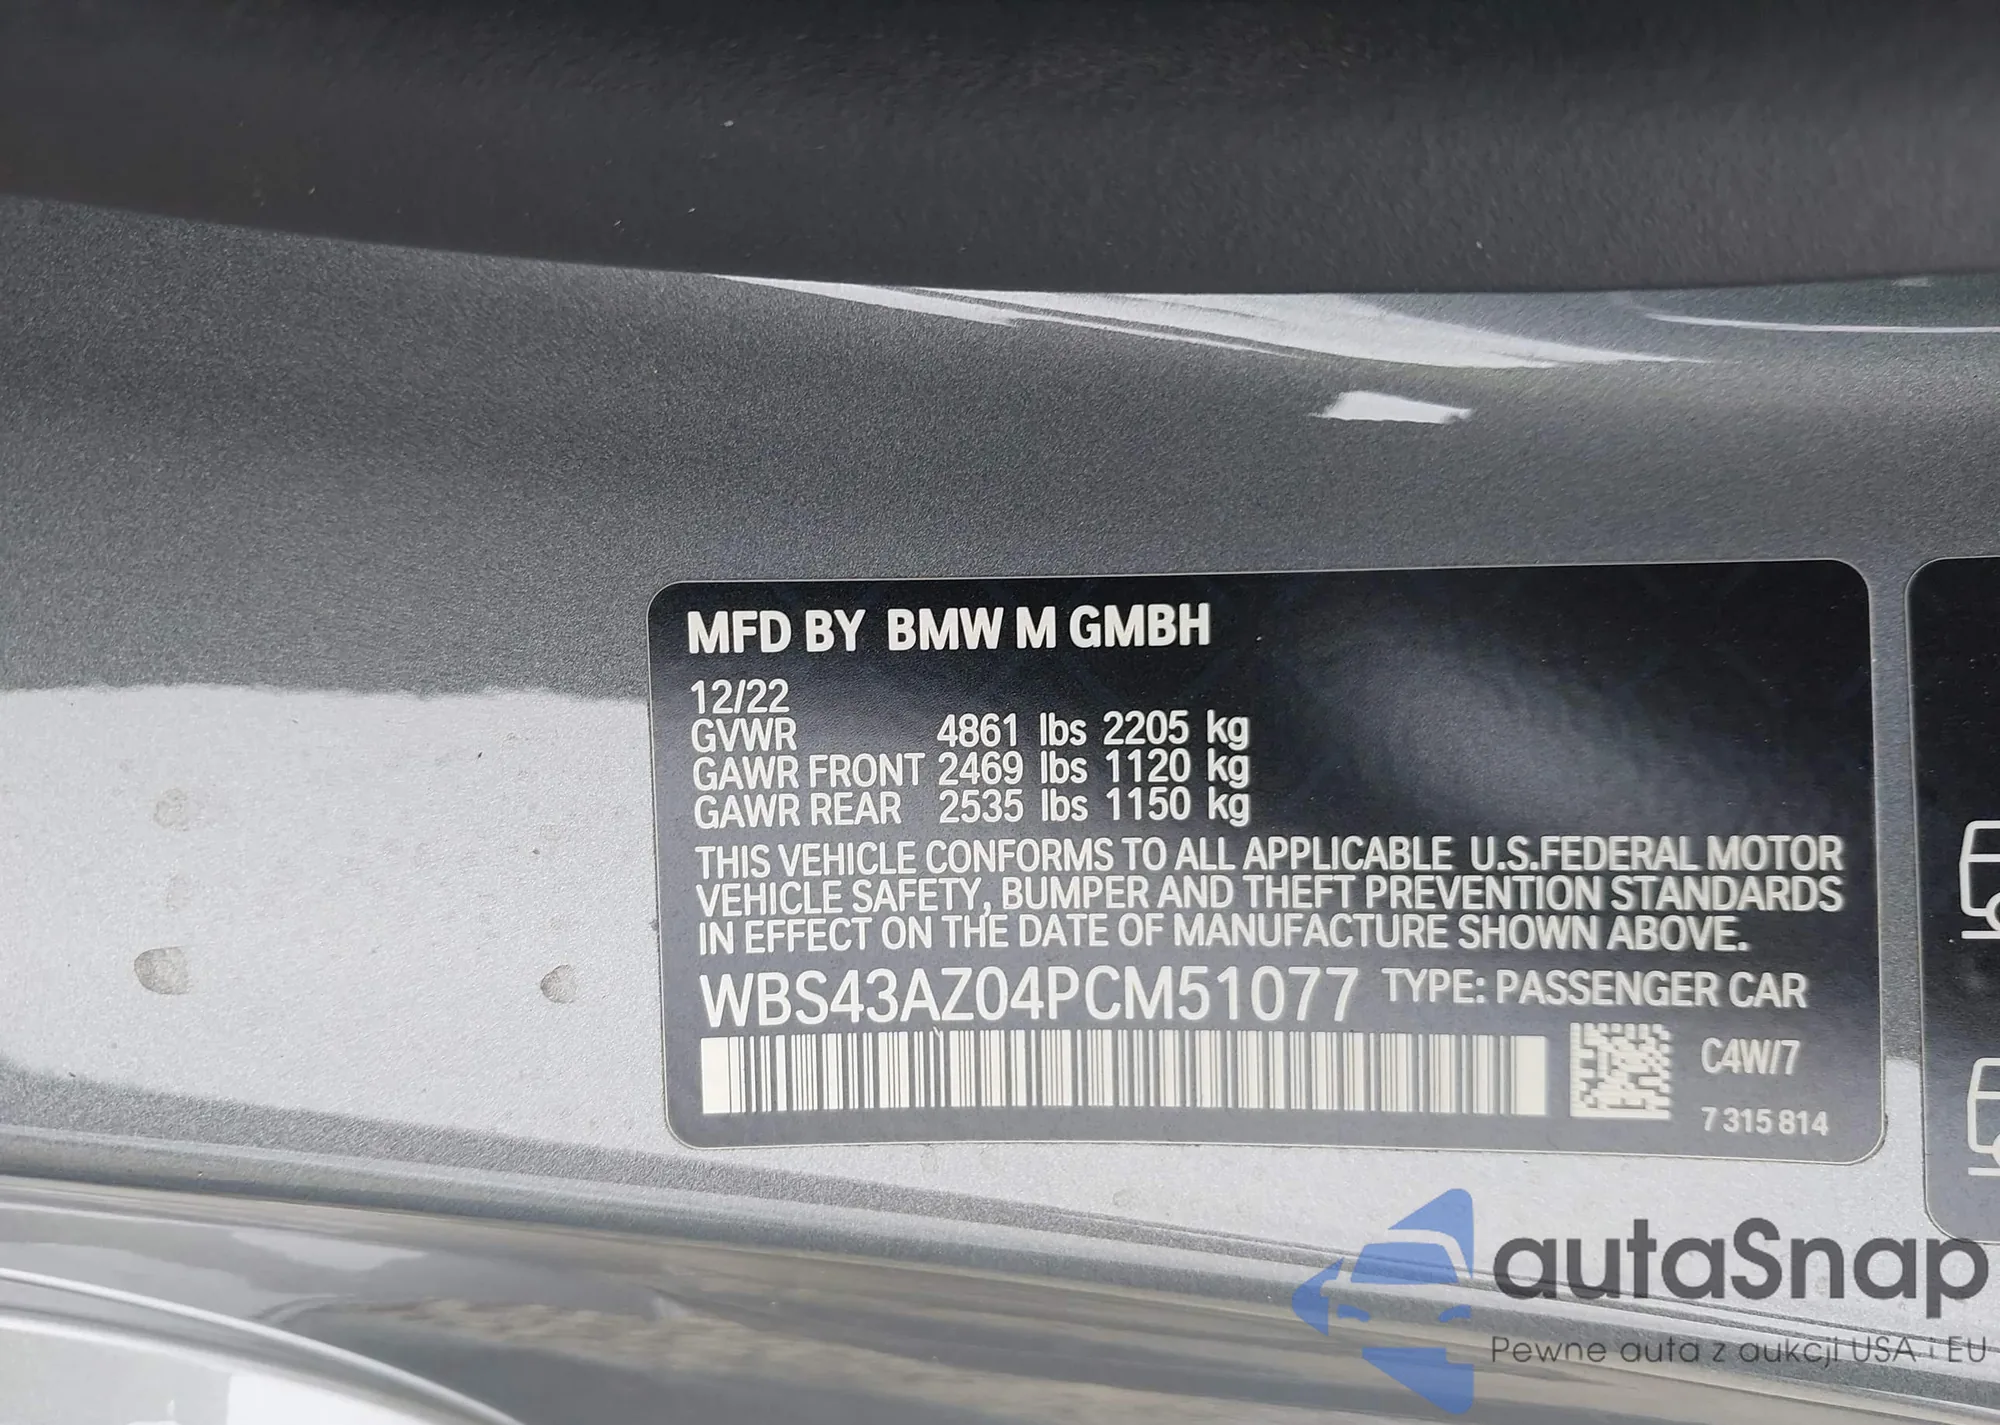 MFD BY BMW M GMBH
12/22
GVWR 4861 lbs 2205 kg
GAWR FRONT 2469 lbs 1120 kg
GAWR REAR 2535 lbs 1150 kg
THIS VEHICLE CONFORMS TO ALL APPLICABLE U.S.FEDERAL MOTOR
VEHICLE SAFETY, BUMPER AND THEFT PREVENTION STANDARDS
IN EFFECT ON THE DATE OF MANUFACTURE SHOWN ABOVE.
WBS43AZ04PCM51077 TYPE: PASSENGER CAR
C4W/7
7 315 814
autaSnap
Pewne auta z aukcji USA i EU